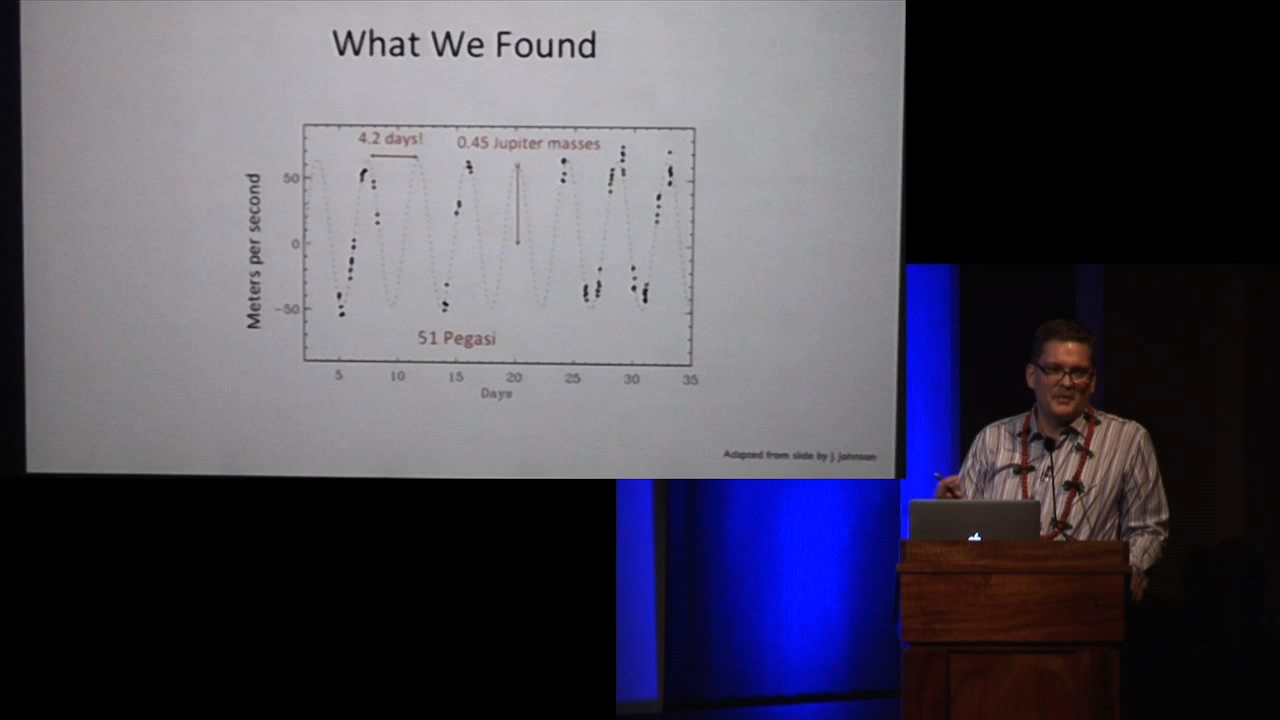 What We Found
4.2 days!
0.45 Jupiter masses
Meters per second
50
0
-50
51 Pegasi
5 10 15 20 25 30 35
Days
Adapted from slide by J. Johnson